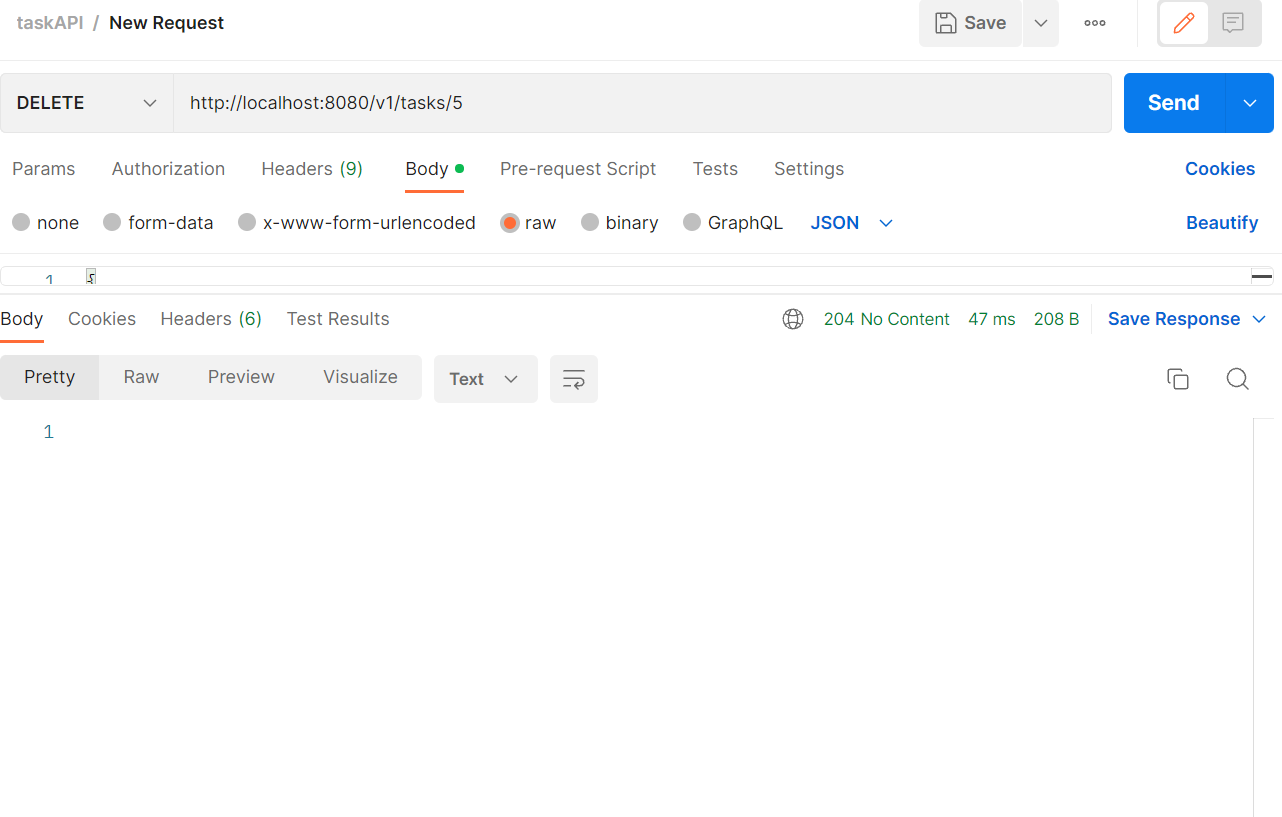 taskAPI / New Request Save
DELETE http://localhost:8080/v1/tasks/5 Send
Params Authorization Headers (9) Body Pre-request Script Tests Settings Cookies
none form-data x-www-form-urlencoded raw binary GraphQL JSON Beautify
1 {
Body Cookies Headers (6) Test Results 204 No Content 47 ms 208 B Save Response
Pretty Raw Preview Visualize Text
1